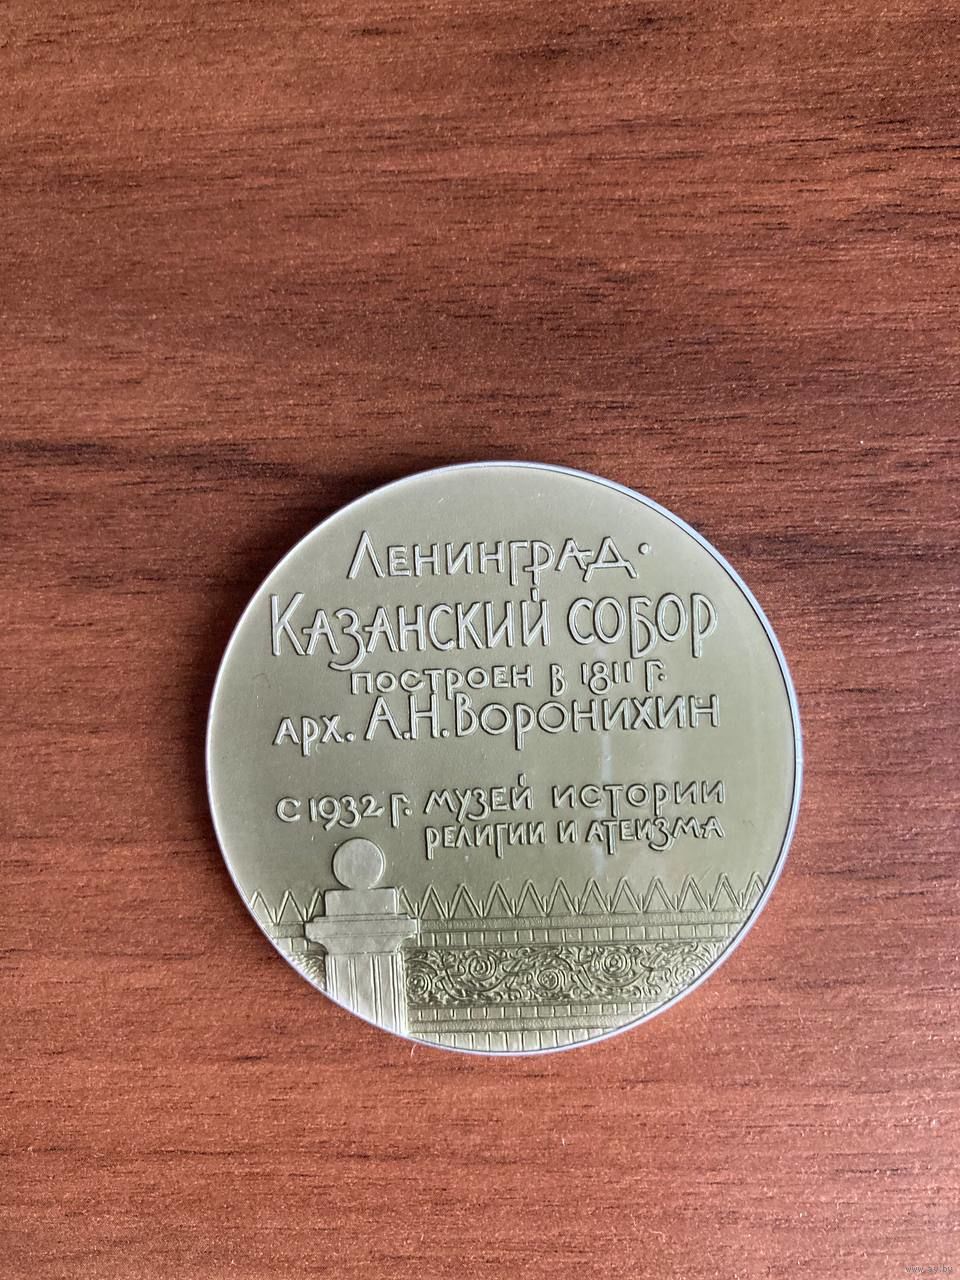 Ленинград ·
Казанский собор
построен в 1811 г.
арх. А.Н. Воронихин
с 1932 г. музей истории
религии и атеизма